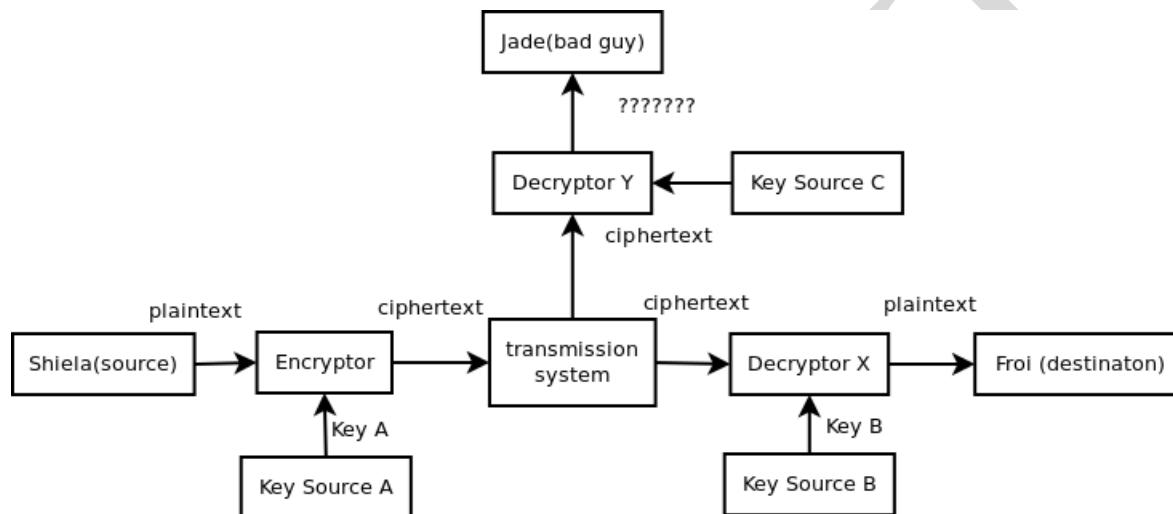 Jade(bad guy)
???????
Decryptor Y
Key Source C
ciphertext
plaintext
ciphertext
ciphertext
plaintext
Shiela(source)
Encryptor
transmission
system
Decryptor X
Froi (destinaton)
Key A
Key B
Key Source A
Key Source B